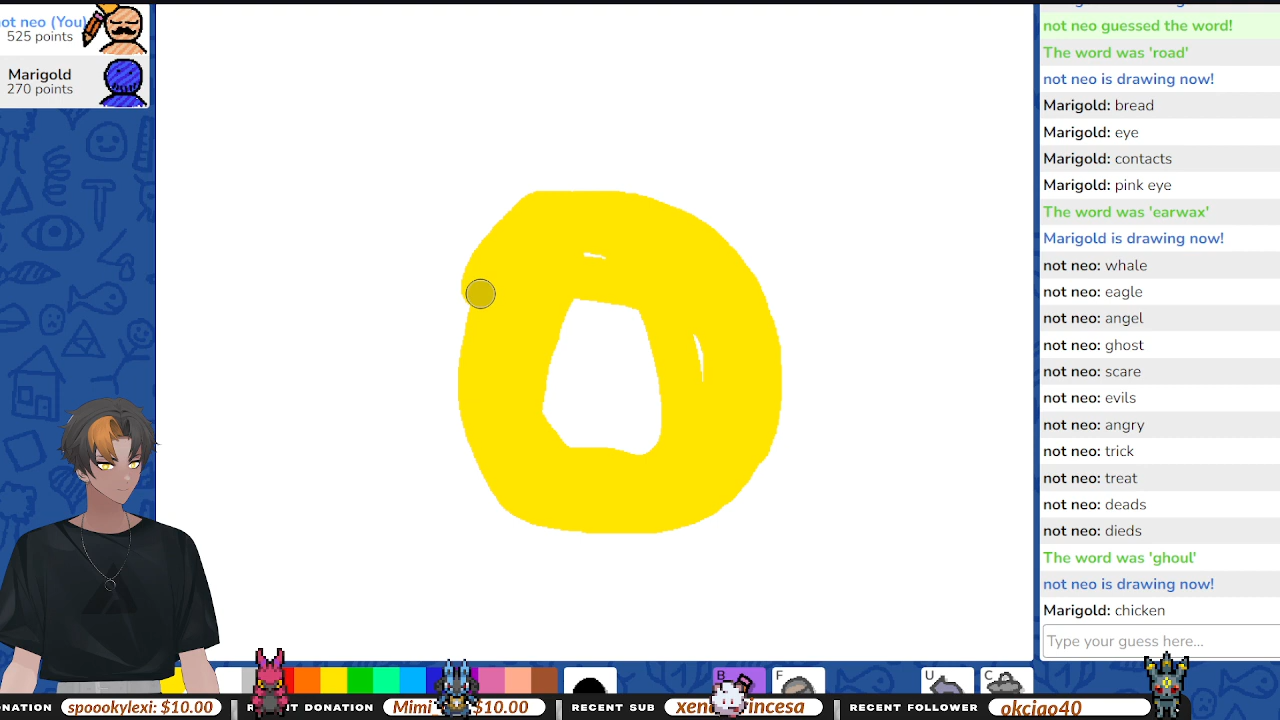 not neo (You)
525 points
Marigold
270 points
not neo guessed the word!
The word was 'road'
not neo is drawing now!
Marigold: bread
Marigold: eye
Marigold: contacts
Marigold: pink eye
The word was 'earwax'
Marigold is drawing now!
not neo: whale
not neo: eagle
not neo: angel
not neo: ghost
not neo: scare
not neo: evils
not neo: angry
not neo: trick
not neo: treat
not neo: deads
not neo: dieds
The word was 'ghoul'
not neo is drawing now!
Marigold: chicken
Type your guess here...
B F U C
NATION spoookylexi: $10.00 DONATION Mimi $10.00 RECENT SUB RECENT FOLLOWER okciao40